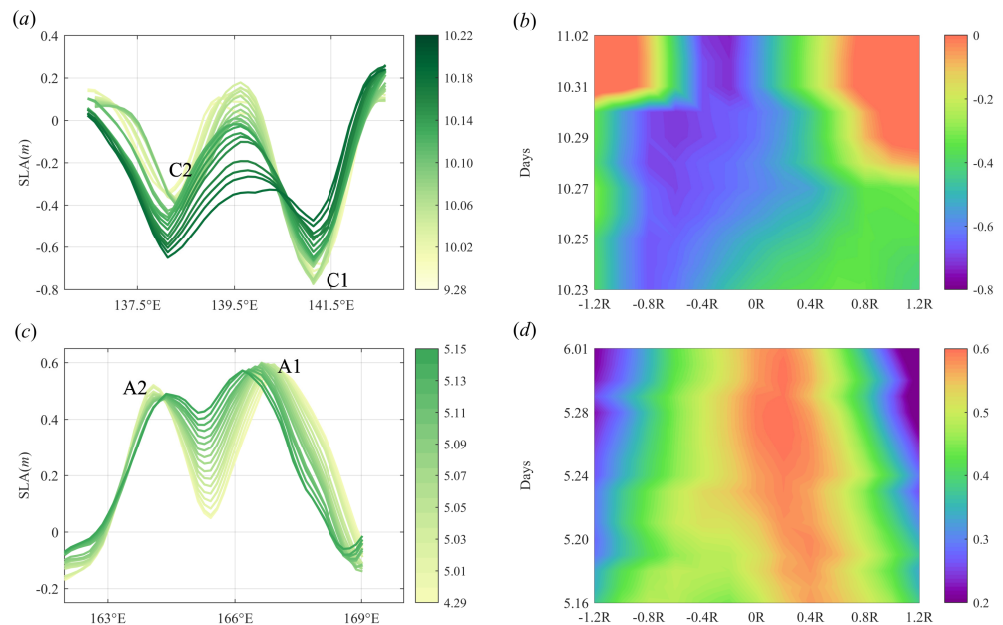 (a)
0.4
0.2
0
-0.2
-0.4
-0.6
-0.8
SLA(m)
C2
C1
137.5°E
139.5°E
141.5°E
10.22
10.18
10.14
10.10
10.06
10.02
9.28
(b)
11.02
10.31
10.29
10.27
10.25
10.23
Days
-1.2R
-0.8R
-0.4R
0R
0.4R
0.8R
1.2R
0
-0.2
-0.4
-0.6
-0.8
(c)
0.6
0.4
0.2
0
-0.2
SLA(m)
A2
A1
163°E
166°E
169°E
5.15
5.13
5.11
5.09
5.07
5.05
5.03
5.01
4.29
(d)
6.01
5.28
5.24
5.20
5.16
Days
-1.2R
-0.8R
-0.4R
0R
0.4R
0.8R
1.2R
0.6
0.5
0.4
0.3
0.2